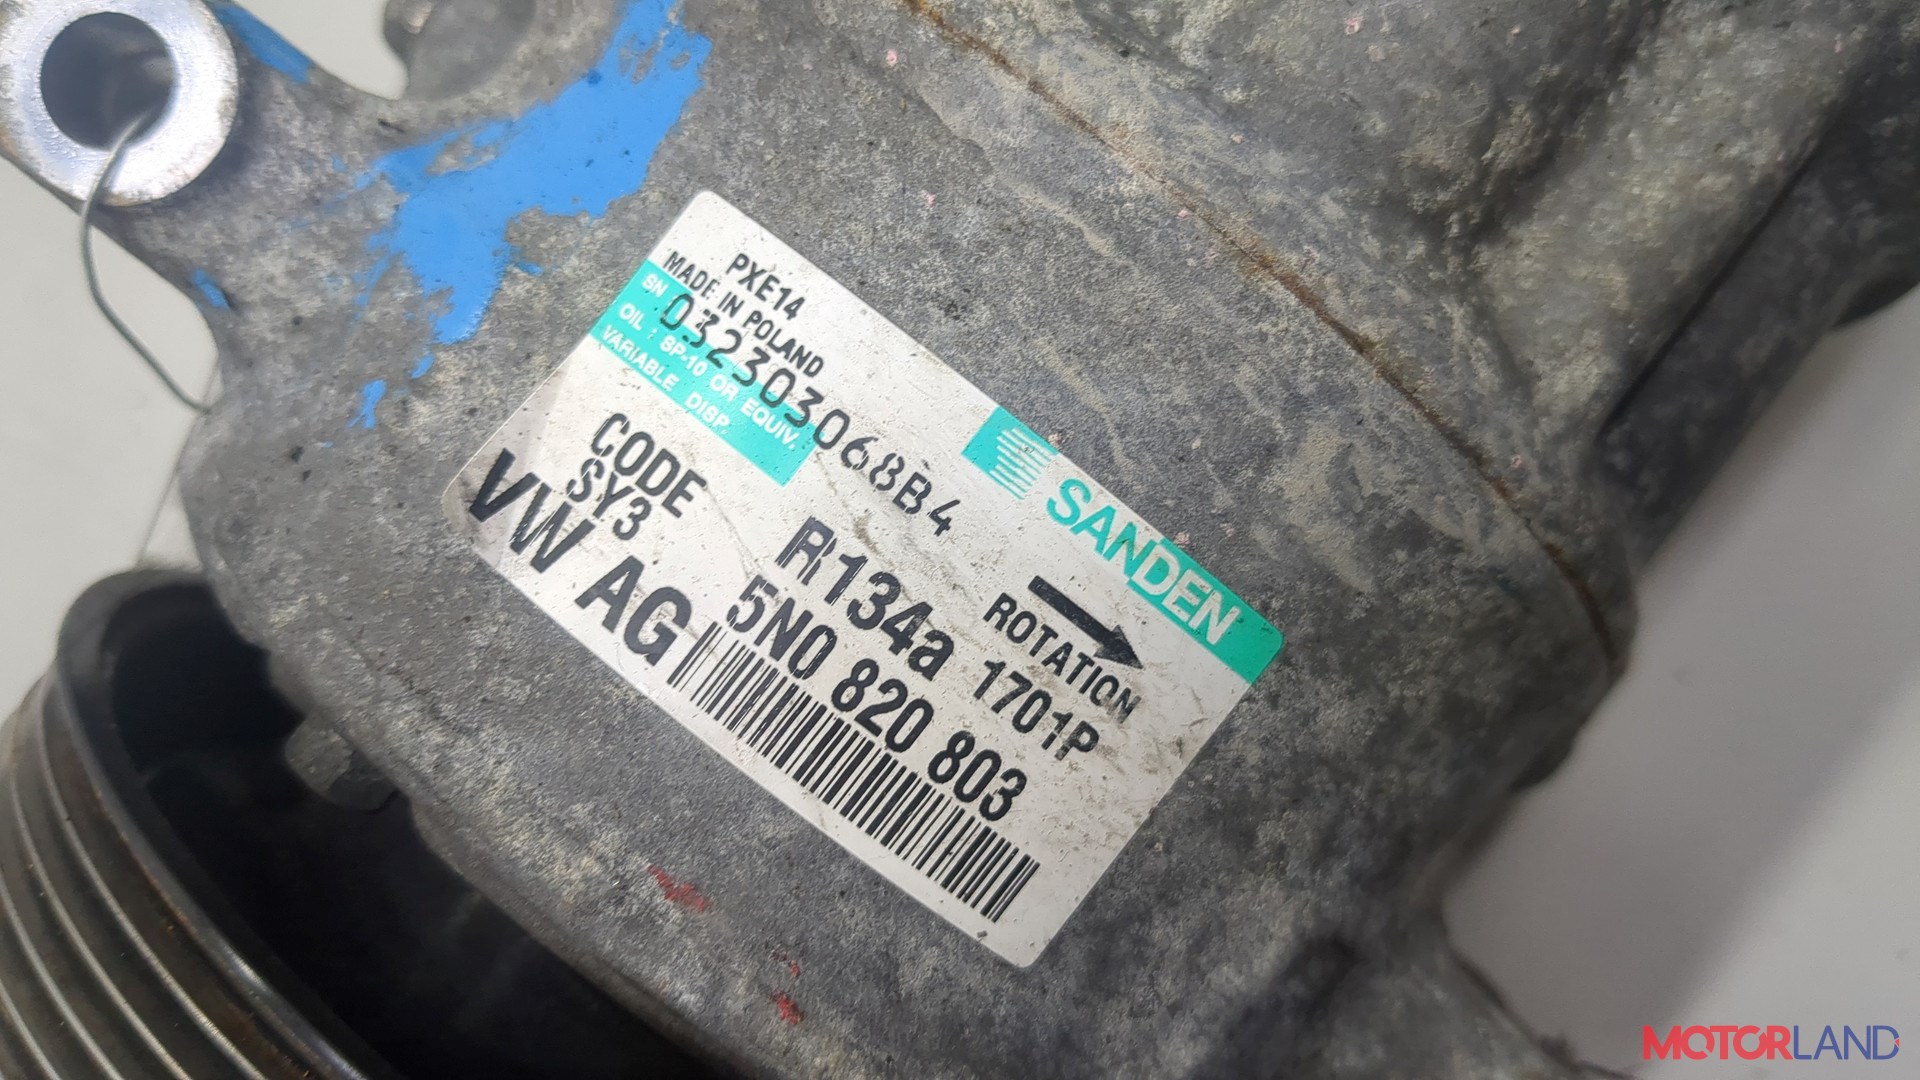 PXE14
MADE IN POLAND
SN 0323030068B4
OIL : SP-10 OR EQUIV.
VARIABLE DISP.
SANDEN
CODE
SY3
R134a
ROTATION
1701P
VW AG
5N0 820 803
MOTORLAND